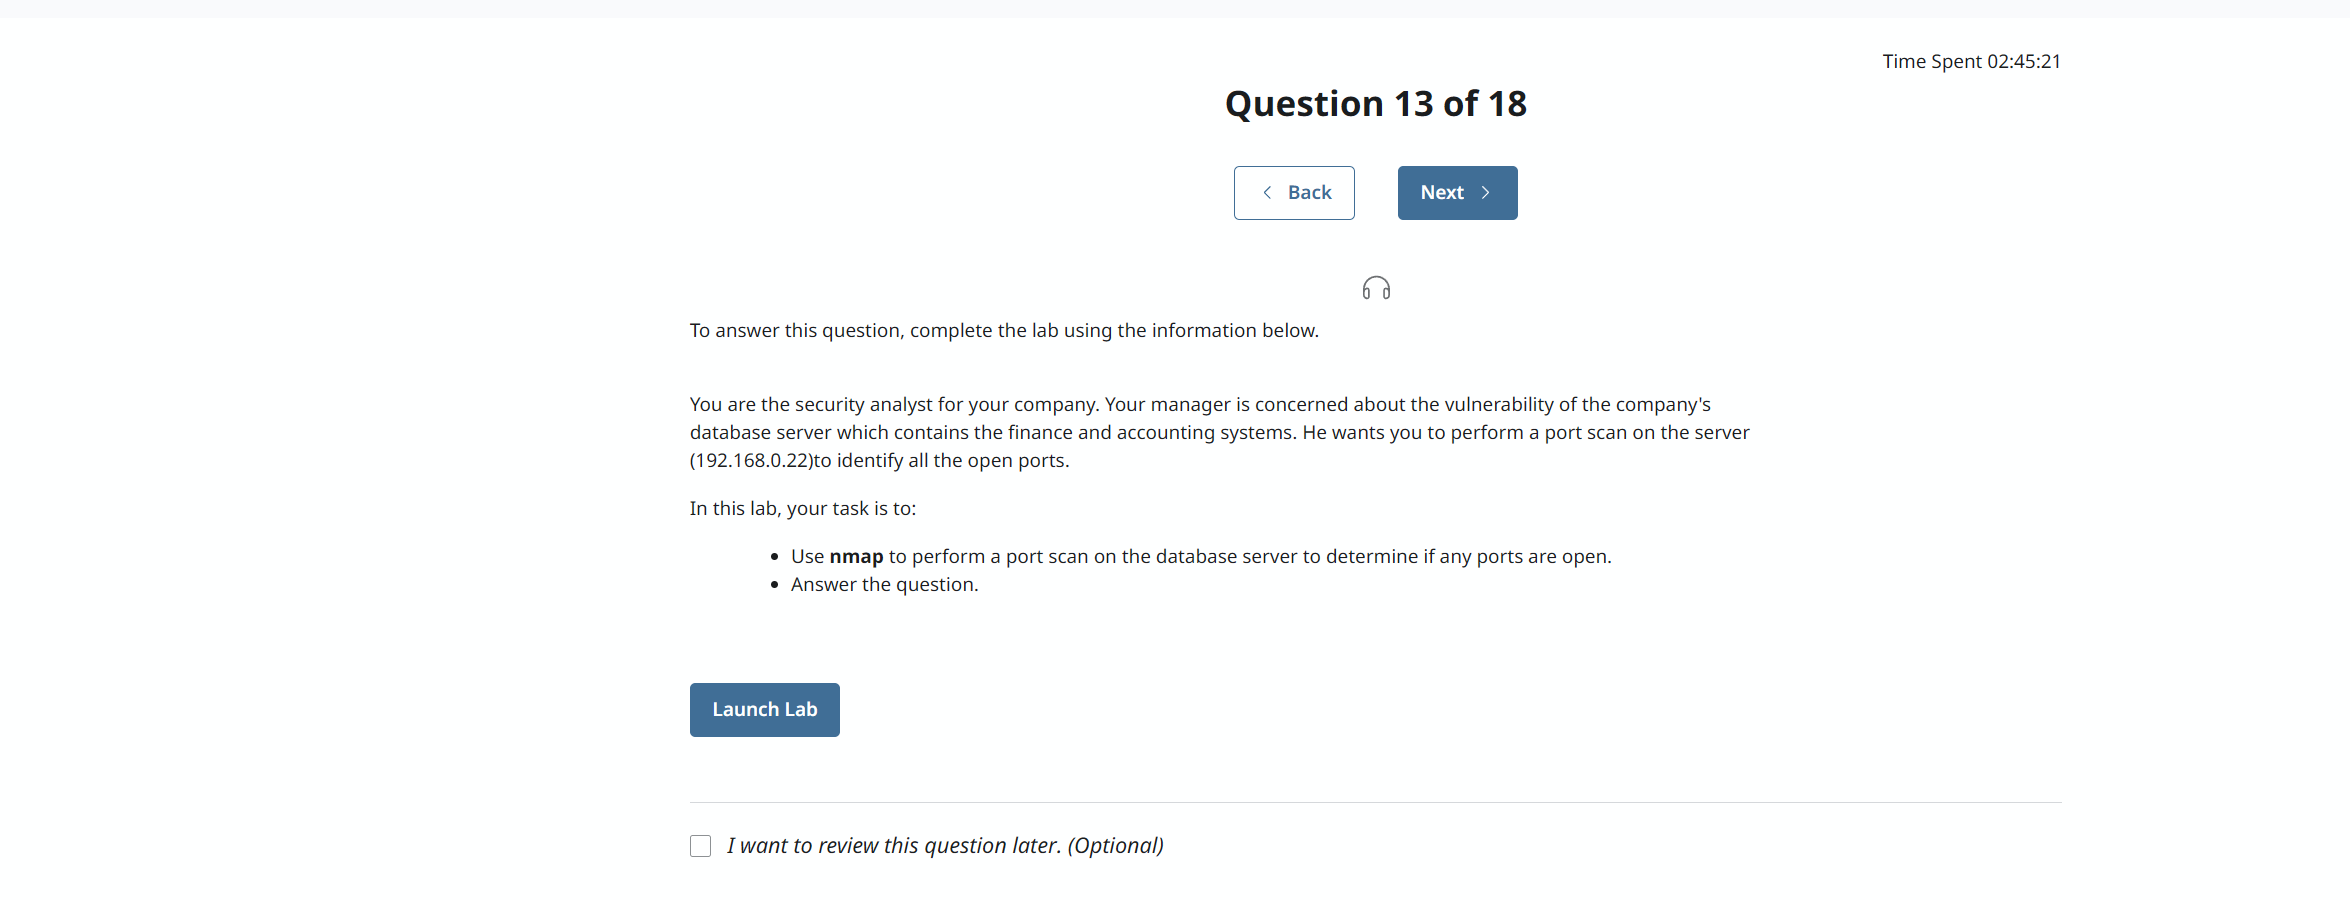 Time Spent 02:45:21
Question 13 of 18
Back
Next
To answer this question, complete the lab using the information below.
You are the security analyst for your company. Your manager is concerned about the vulnerability of the company's
database server which contains the finance and accounting systems. He wants you to perform a port scan on the server
(192.168.0.22)to identify all the open ports.
In this lab, your task is to:
• Use nmap to perform a port scan on the database server to determine if any ports are open.
• Answer the question.
Launch Lab
I want to review this question later. (Optional)